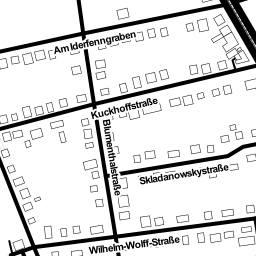 Am Iderfenngraben
Kuckhoffstraße
Blumenthalstraße
Skladanowskystraße
Wilhelm-Wolff-Straße